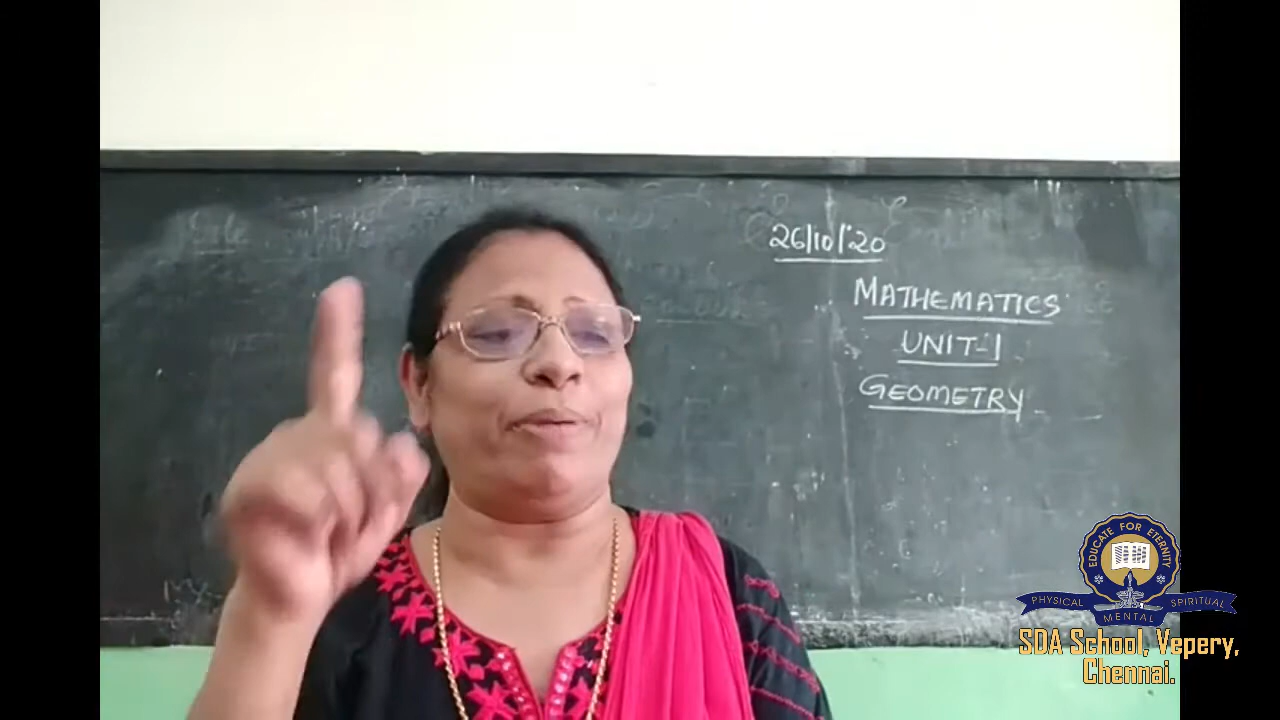 26/10/'20
MATHEMATICS
UNIT-1
GEOMETRY
EDUCATE FOR ETERNITY
PHYSICAL
MENTAL
SPIRITUAL
SDA School, Vepery,
Chennai.